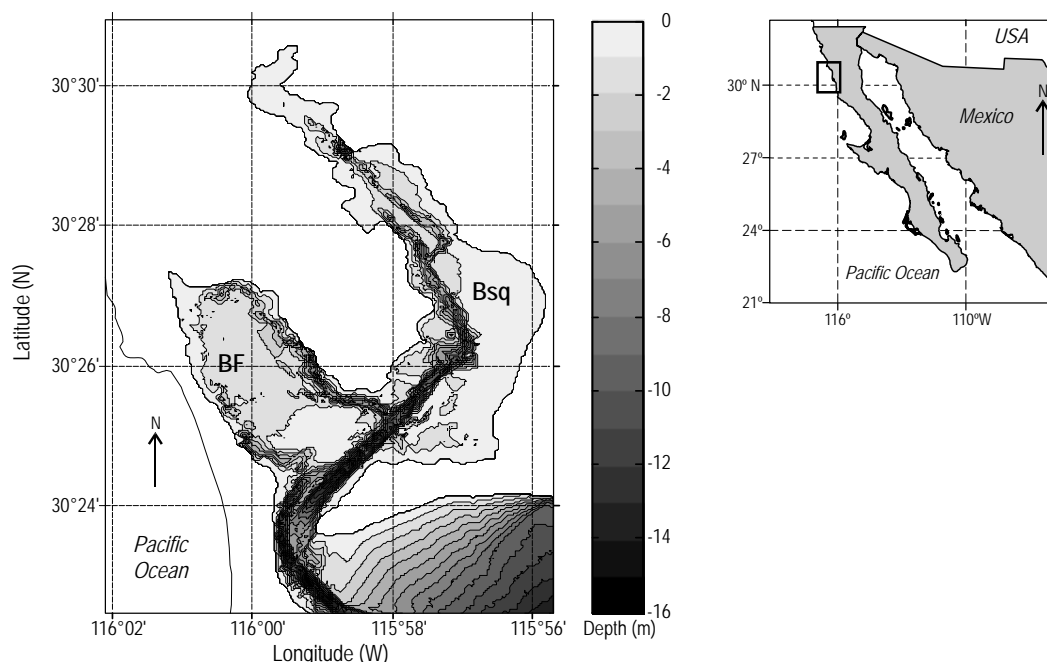 30°30'
30°28'
30°26'
30°24'
Latitude (N)
116°02'
116°00'
115°58'
115°56'
Longitude (W)
BF
Bsq
N
Pacific
Ocean
0
-2
-4
-6
-8
-10
-12
-14
-16
Depth (m)
USA
N
Mexico
Pacific Ocean
30° N
27º
24º
21º
116º
110ºW